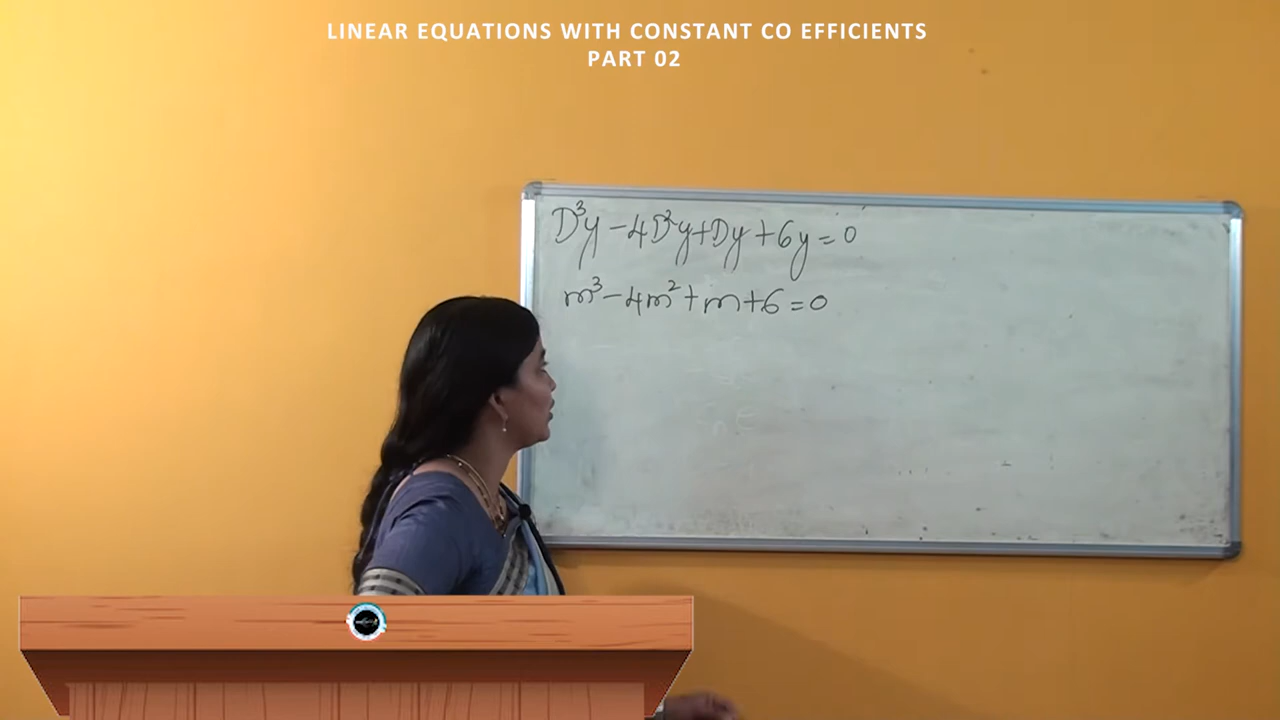 LINEAR EQUATIONS WITH CONSTANT CO EFFICIENTS
PART 02
D³y - 4D²y + Dy + 6y = 0
m³ - 4m² + m + 6 = 0